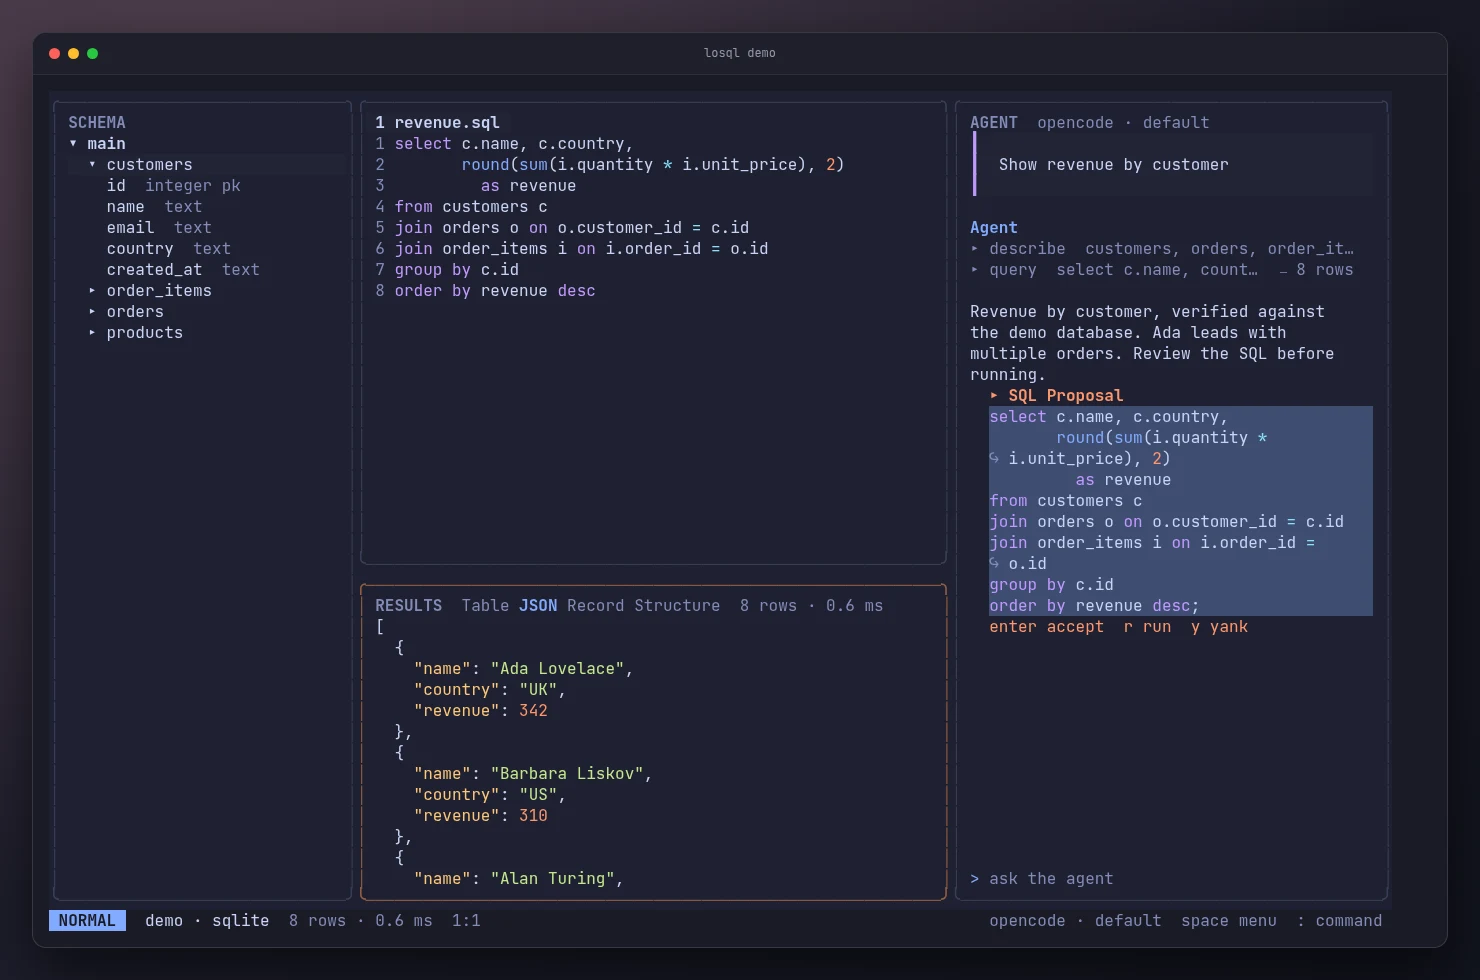 losql demo
SCHEMA
▾ main
▾ customers
id  integer pk
name  text
email  text
country  text
created_at  text
▸ order_items
▸ orders
▸ products
1 revenue.sql
1 select c.name, c.country,
2        round(sum(i.quantity * i.unit_price), 2)
3          as revenue
4 from customers c
5 join orders o on o.customer_id = c.id
6 join order_items i on i.order_id = o.id
7 group by c.id
8 order by revenue desc
RESULTS  Table JSON Record Structure  8 rows · 0.6 ms
[
  {
    "name": "Ada Lovelace",
    "country": "UK",
    "revenue": 342
  },
  {
    "name": "Barbara Liskov",
    "country": "US",
    "revenue": 310
  },
  {
    "name": "Alan Turing",
AGENT  opencode · default
Show revenue by customer
Agent
▸ describe  customers, orders, order_it…
▸ query  select c.name, count…  — 8 rows
Revenue by customer, verified against
the demo database. Ada leads with
multiple orders. Review the SQL before
running.
▸ SQL Proposal
select c.name, c.country,
       round(sum(i.quantity *
↪ i.unit_price), 2)
         as revenue
from customers c
join orders o on o.customer_id = c.id
join order_items i on i.order_id =
↪ o.id
group by c.id
order by revenue desc;
enter accept  r run  y yank
> ask the agent
NORMAL  demo · sqlite  8 rows · 0.6 ms  1:1
opencode · default  space menu  : command